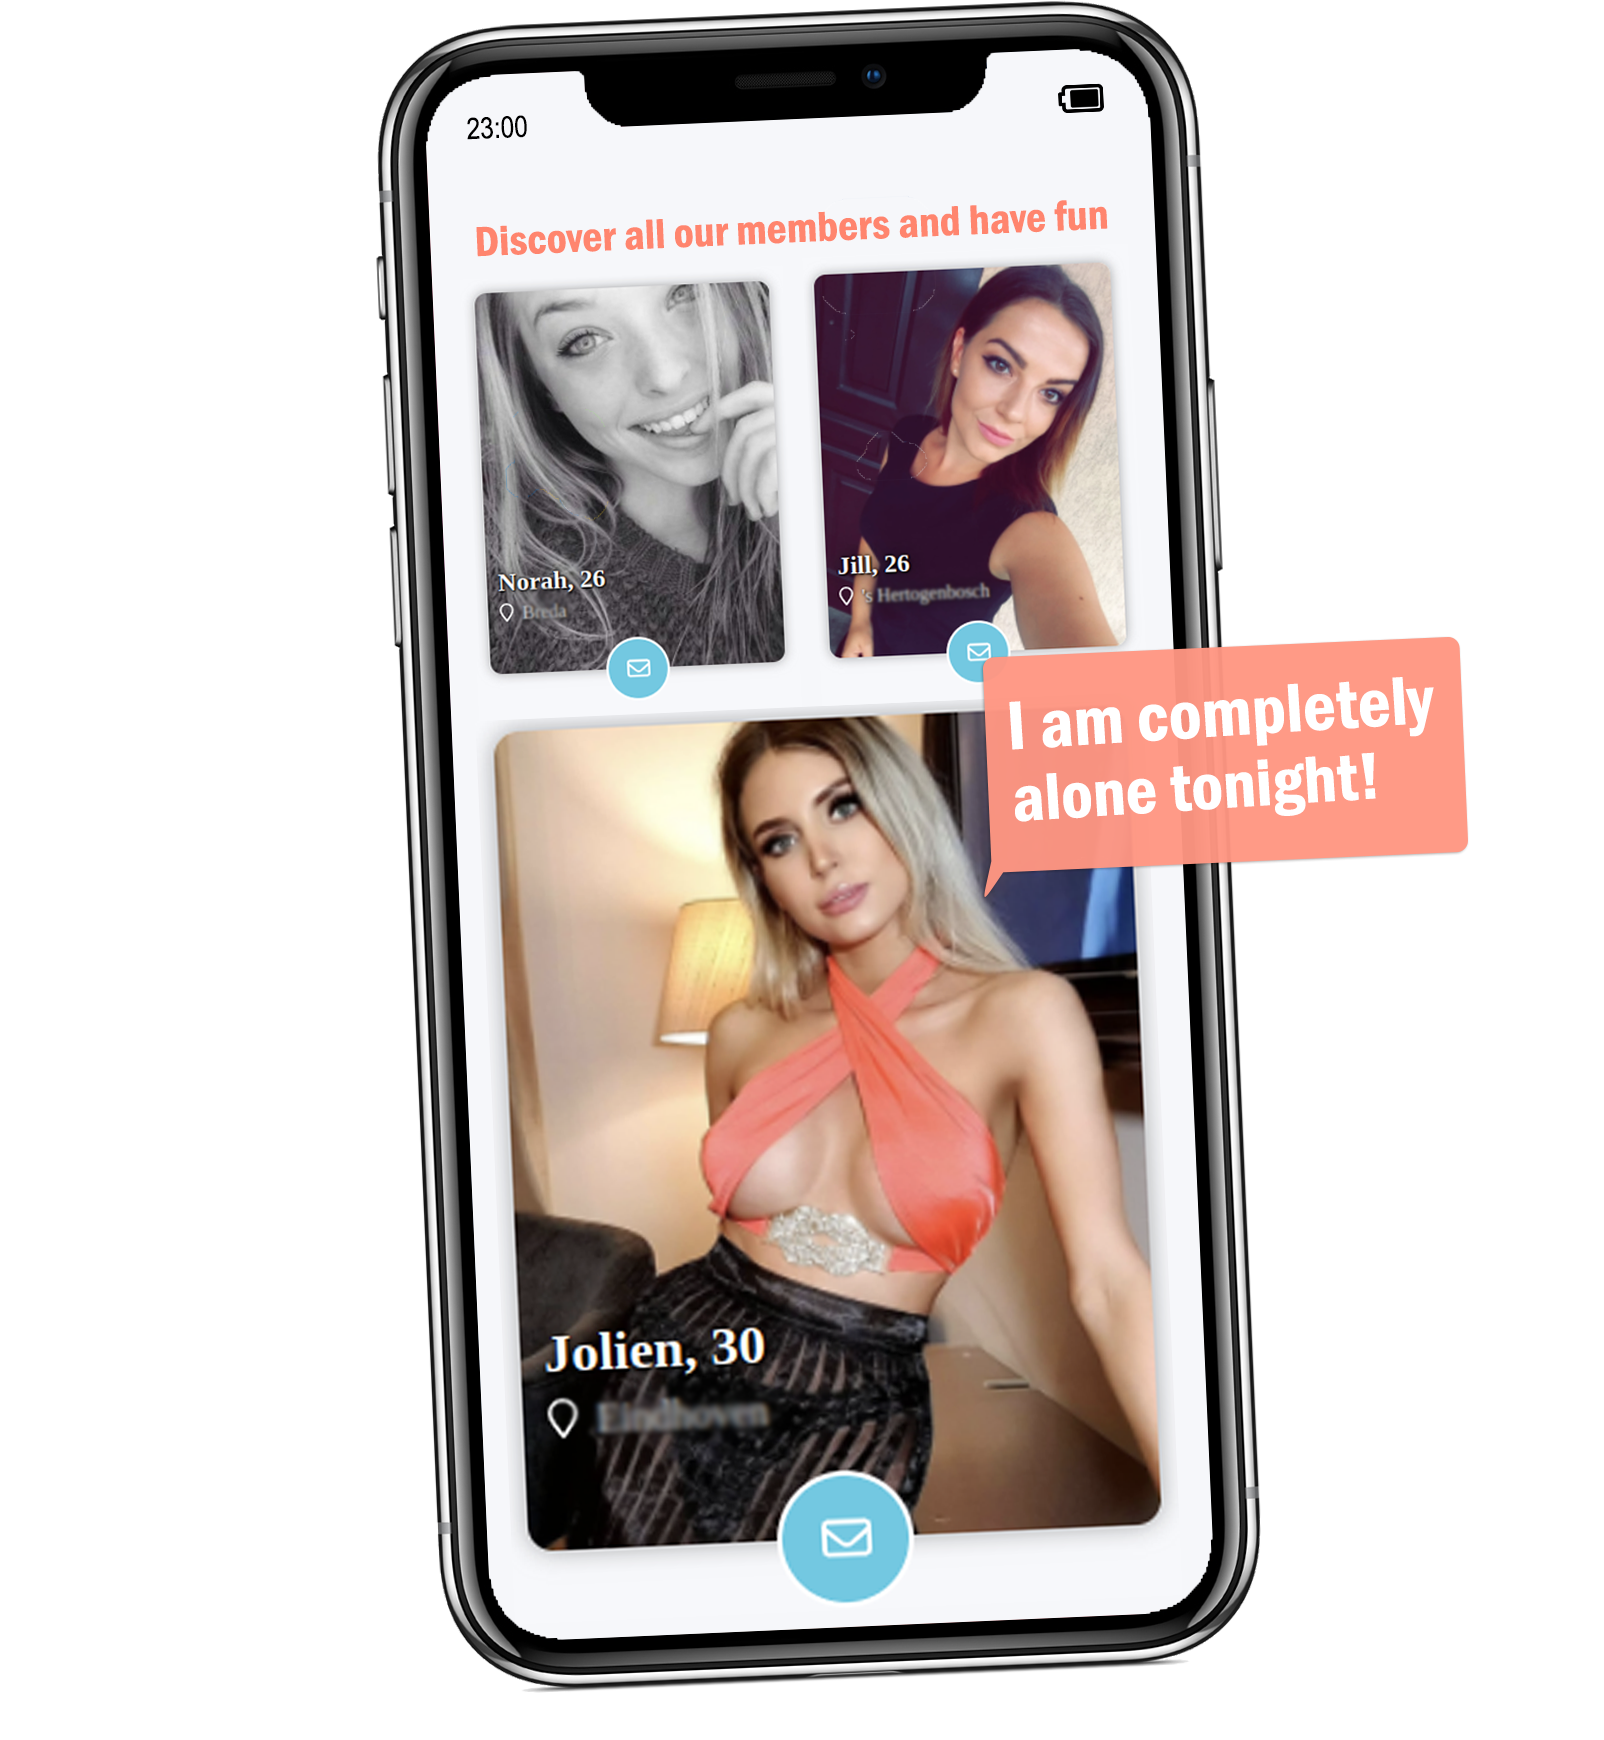 23:00
Discover all our members and have fun
Norah, 26
Breda
Jill, 26
's Hertogenbosch
I am completely
alone tonight!
Jolien, 30
Eindhoven